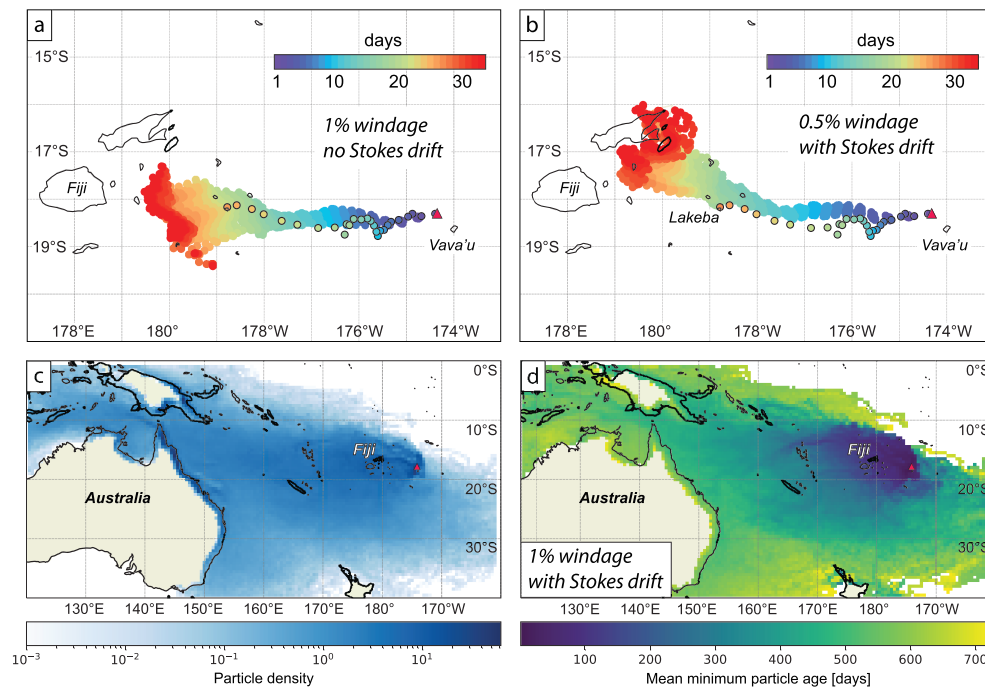 a
days
1 10 20 30
1% windage
no Stokes drift
15°S
17°S
19°S
Fiji
Vava'u
178°E 180° 178°W 176°W 174°W
b
days
1 10 20 30
0.5% windage
with Stokes drift
15°S
17°S
19°S
Fiji
Lakeba
Vava'u
178°E 180° 178°W 176°W 174°W
c
0°S
10°S
20°S
30°S
Fiji
Australia
130°E 140°E 150°E 160°E 170°E 180° 170°W
10⁻³ 10⁻² 10⁻¹ 10⁰ 10¹
Particle density
d
0°S
10°S
20°S
30°S
Fiji
Australia
1% windage
with Stokes drift
130°E 140°E 150°E 160°E 170°E 180° 170°W
100 200 300 400 500 600 700
Mean minimum particle age [days]